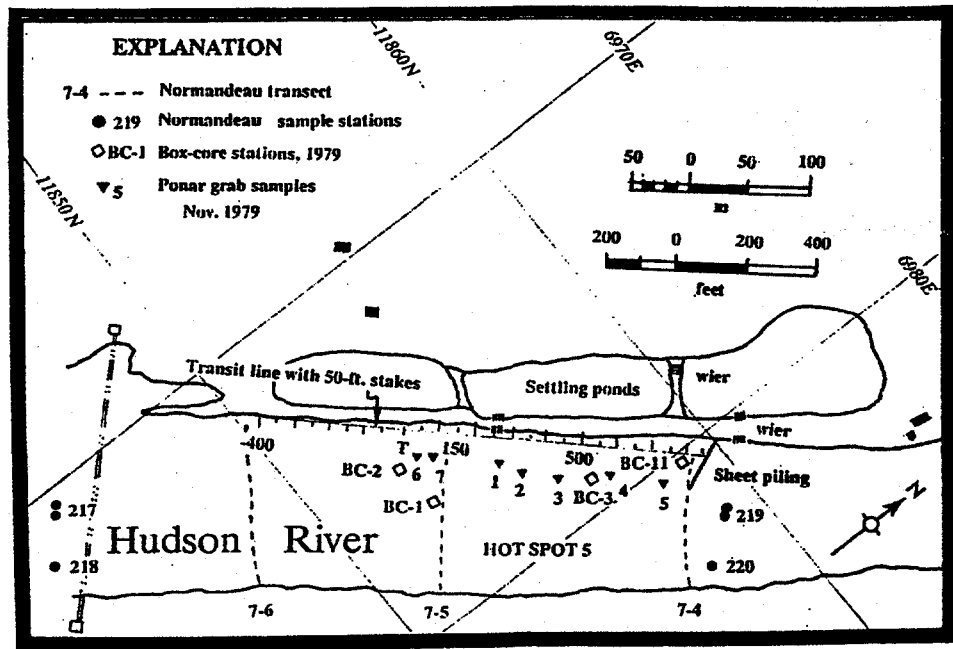 EXPLANATION
7-4 --- Normandeau transect
219 Normandeau sample stations
BC-1 Box-core stations, 1979
5 Ponar grab samples
Nov. 1979
11860N
6970E
11850N
50 0 50 100
m
200 0 200 400
feet
6980E
Transit line with 50-ft. stakes
Settling ponds
wier
wier
-400
T
150
500
BC-11
BC-2
6
7
1
2
3
BC-3
4
5
Sheet piling
BC-1
N
217
218
219
220
Hudson River
HOT SPOT 5
7-6
7-5
7-4